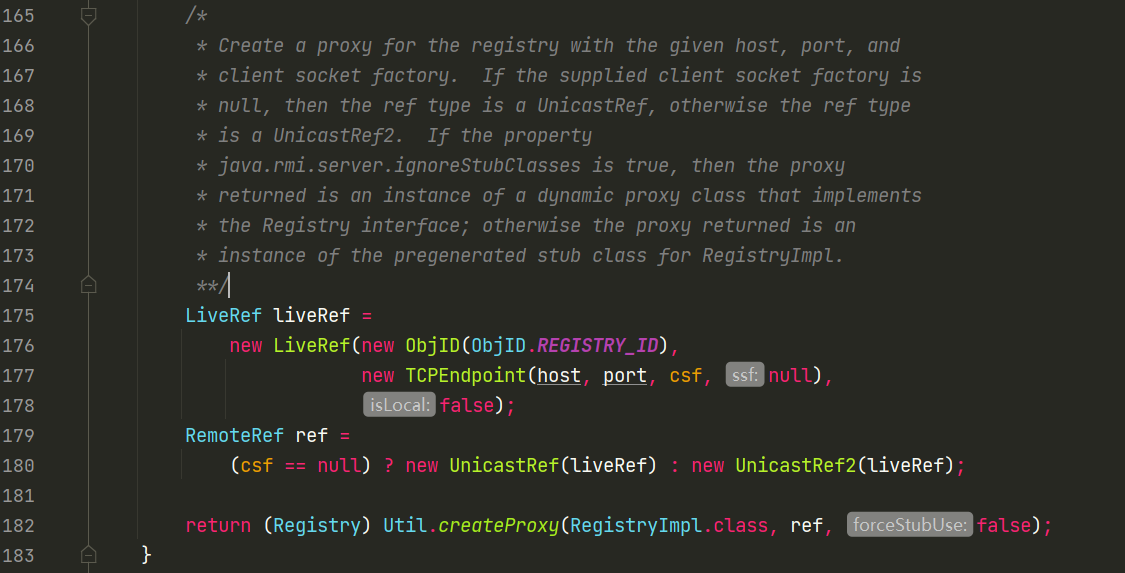 165 /*
166 * Create a proxy for the registry with the given host, port, and
167 * client socket factory.  If the supplied client socket factory is
168 * null, then the ref type is a UnicastRef, otherwise the ref type
169 * is a UnicastRef2.  If the property
170 * java.rmi.server.ignoreStubClasses is true, then the proxy
171 * returned is an instance of a dynamic proxy class that implements
172 * the Registry interface; otherwise the proxy returned is an
173 * instance of the pregenerated stub class for RegistryImpl.
174 **/
175 LiveRef liveRef =
176 new LiveRef(new ObjID(ObjID.REGISTRY_ID),
177 new TCPEndpoint(host, port, csf, ssf: null),
178 isLocal: false);
179 RemoteRef ref =
180 (csf == null) ? new UnicastRef(liveRef) : new UnicastRef2(liveRef);
181
182 return (Registry) Util.createProxy(RegistryImpl.class, ref, forceStubUse: false);
183 }